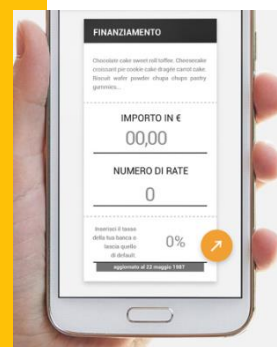 FINANZIAMENTO
Chocolate cake sweet roll toffee. Cheesecake
croissant pie cookie cake dragée carrot cake.
Biscuit wafer powder chupa chups pastry
gummies...
IMPORTO IN €
00,00
NUMERO DI RATE
0
Inserisci il tasso
della tua banca o
lascia quello
di default.
0%
aggiornato al 23 maggio 1987